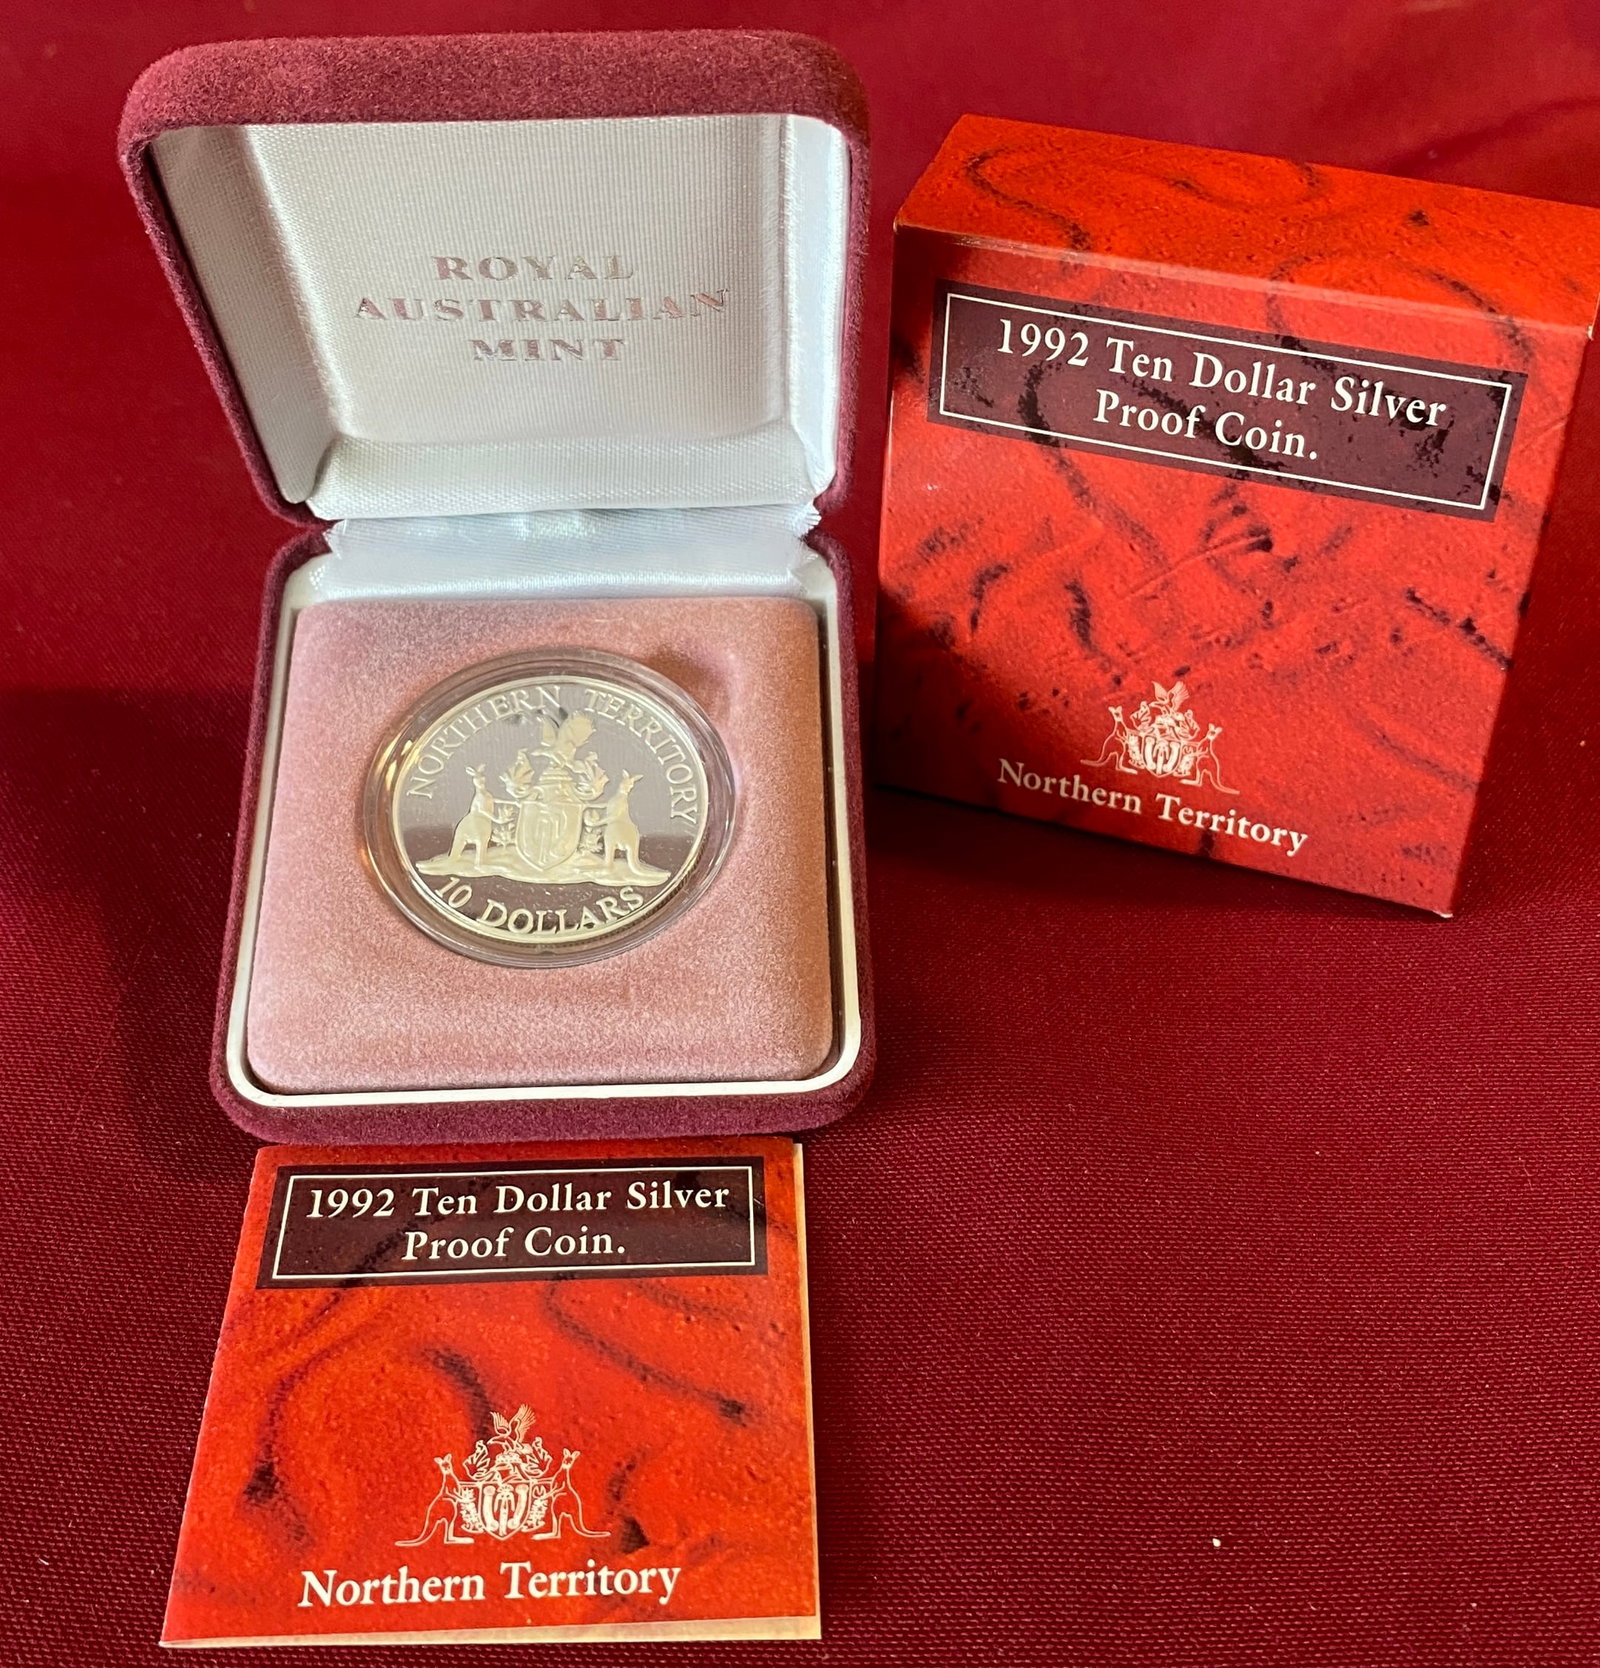 ROYAL
AUSTRALIAN
MINT
NORTHERN TERRITORY
10 DOLLARS
1992 Ten Dollar Silver
Proof Coin.
Northern Territory
1992 Ten Dollar Silver
Proof Coin.
Northern Territory